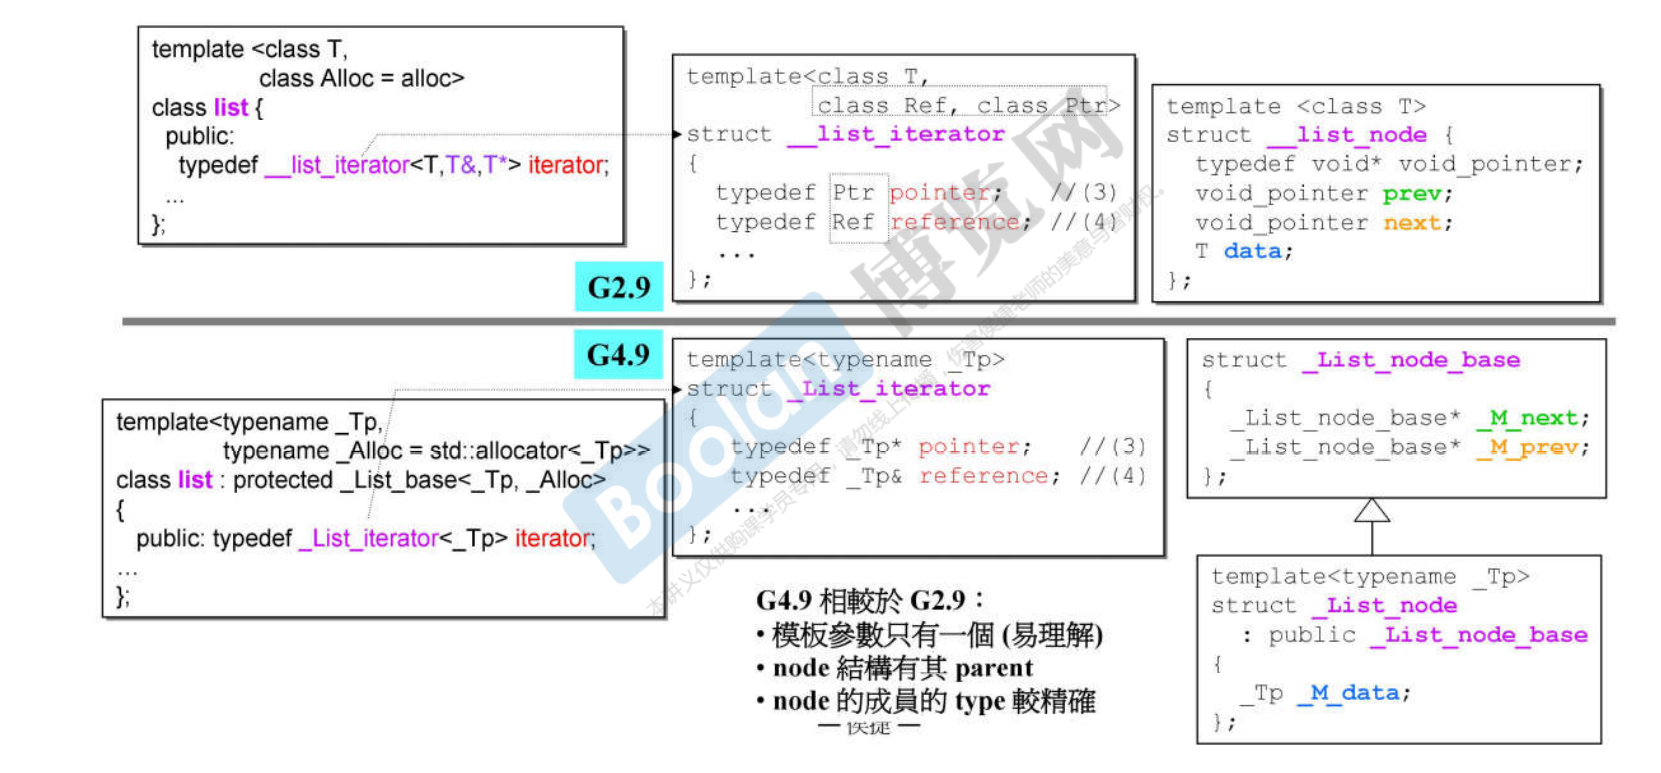 template <class T,
class Alloc = alloc>
class list {
public:
typedef __list_iterator<T,T&,T*> iterator;
...
};
template<class T,
class Ref, class Ptr>
struct __list_iterator
{
typedef Ptr pointer; //(3)
typedef Ref reference; //(4)
...
};
template <class T>
struct __list_node {
typedef void* void_pointer;
void_pointer prev;
void_pointer next;
T data;
};
G2.9
G4.9
template<typename _Tp,
typename _Alloc = std::allocator<_Tp>>
class list : protected _List_base<_Tp, _Alloc>
{
public: typedef _List_iterator<_Tp> iterator;
...
};
template<typename _Tp>
struct _List_iterator
{
typedef _Tp* pointer; //(3)
typedef _Tp& reference; //(4)
...
};
struct _List_node_base
{
_List_node_base* _M_next;
_List_node_base* _M_prev;
};
template<typename _Tp>
struct _List_node
: public _List_node_base
{
_Tp _M_data;
};
G4.9 相較於 G2.9：
• 模板參數只有一個 (易理解)
• node 結構有其 parent
• node 的成員的 type 較精確
— 侯捷 —
Boolan
博览网